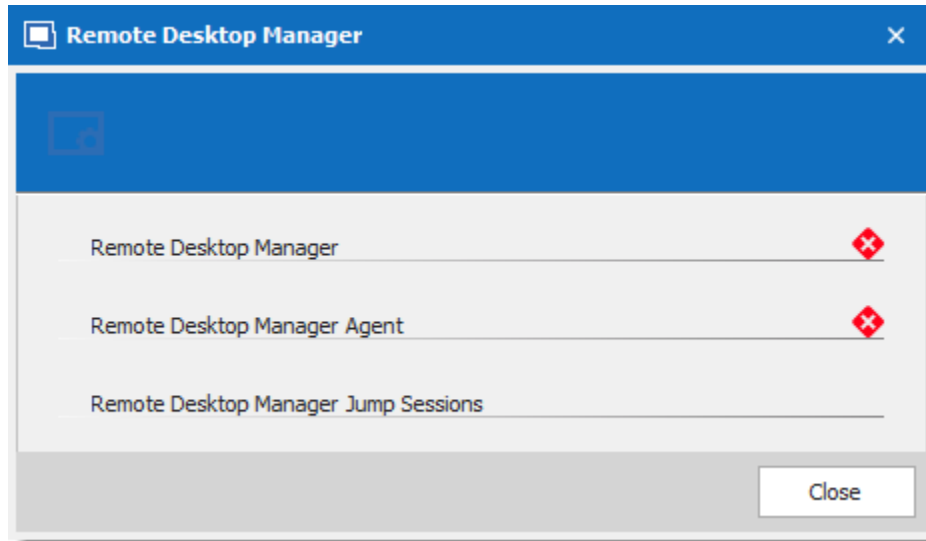 Remote Desktop Manager
Remote Desktop Manager
Remote Desktop Manager Agent
Remote Desktop Manager Jump Sessions
Close